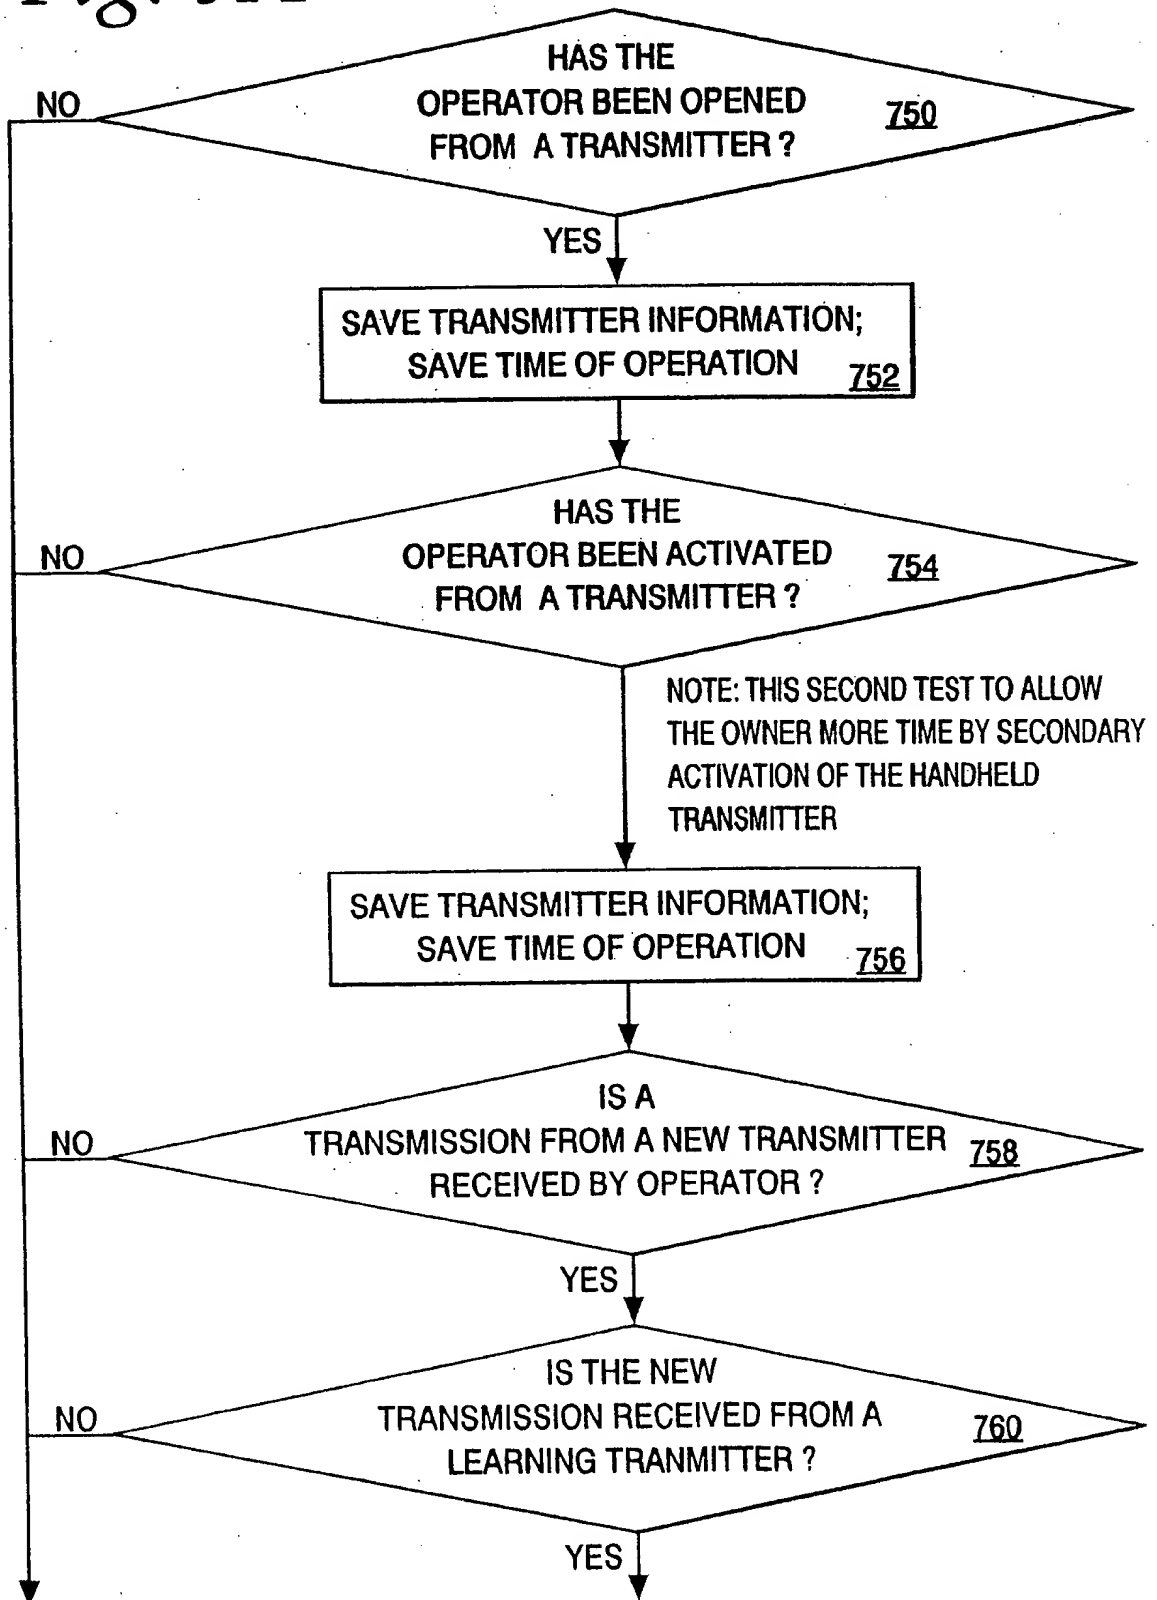 NO
HAS THE
OPERATOR BEEN OPENED
FROM A TRANSMITTER ?
750
YES
SAVE TRANSMITTER INFORMATION;
SAVE TIME OF OPERATION
752
NO
HAS THE
OPERATOR BEEN ACTIVATED
FROM A TRANSMITTER ?
754
NOTE: THIS SECOND TEST TO ALLOW
THE OWNER MORE TIME BY SECONDARY
ACTIVATION OF THE HANDHELD
TRANSMITTER
SAVE TRANSMITTER INFORMATION;
SAVE TIME OF OPERATION
756
NO
IS A
TRANSMISSION FROM A NEW TRANSMITTER
RECEIVED BY OPERATOR ?
758
YES
NO
IS THE NEW
TRANSMISSION RECEIVED FROM A
LEARNING TRANMITTER ?
760
YES